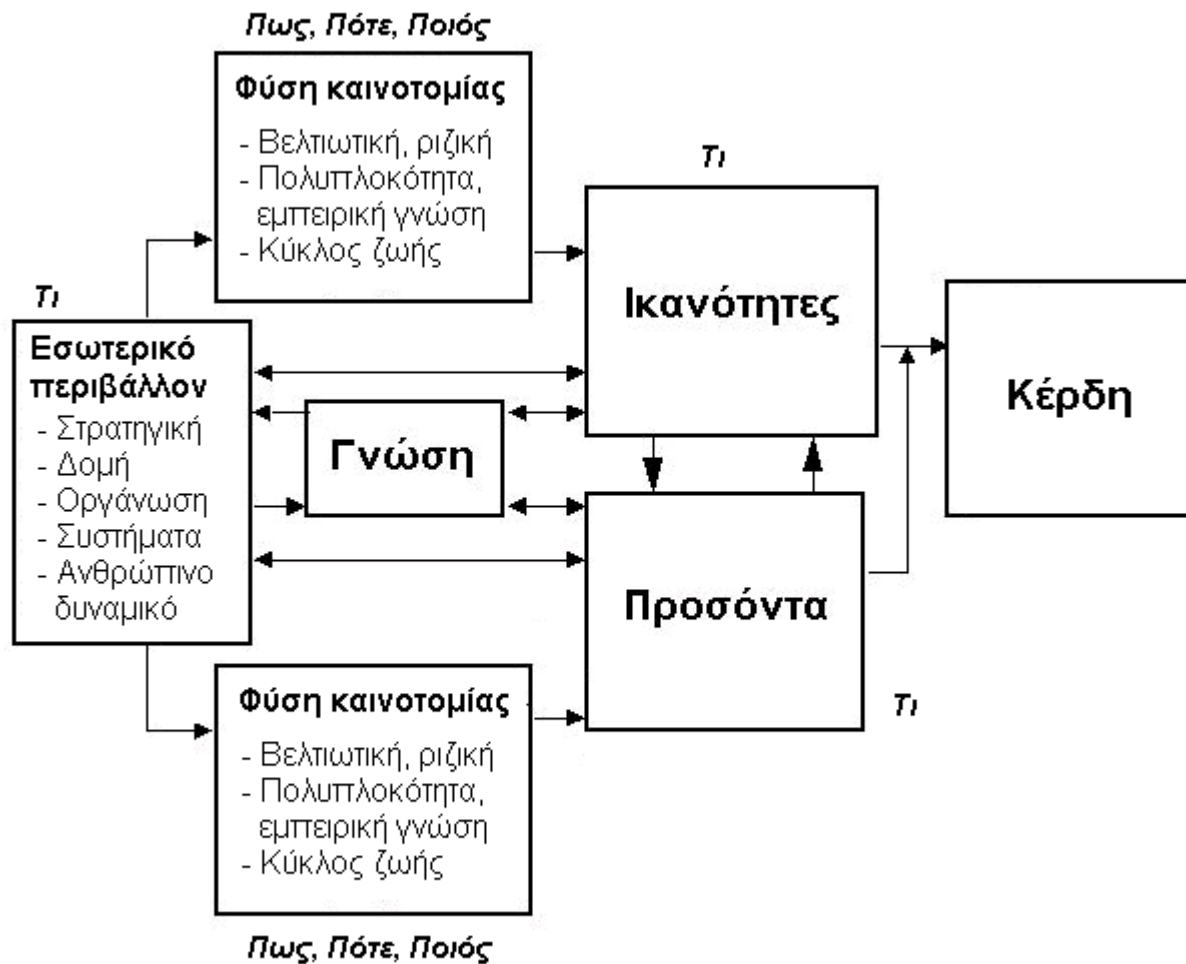 Πως, Πότε, Ποιός
Φύση καινοτομίας
- Βελτιωτική, ριζική
- Πολυπλοκότητα,
εμπειρική γνώση
- Κύκλος ζωής
Τι
Εσωτερικό
περιβάλλον
- Στρατηγική
- Δομή
- Οργάνωση
- Συστήματα
- Ανθρώπινο
δυναμικό
Γνώση
Τι
Ικανότητες
Προσόντα
Τι
Κέρδη
Φύση καινοτομίας
- Βελτιωτική, ριζική
- Πολυπλοκότητα,
εμπειρική γνώση
- Κύκλος ζωής
Πως, Πότε, Ποιός